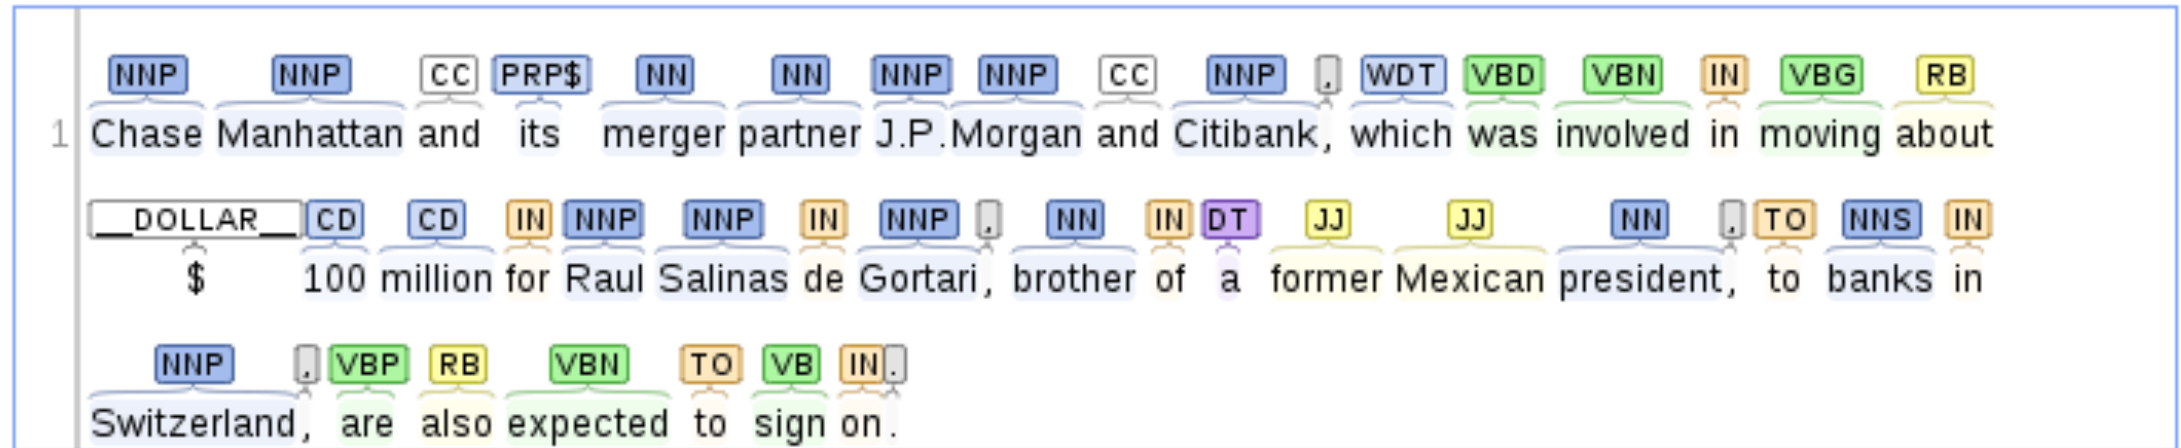 NNP NNP CC PRP$ NN NN NNP NNP CC NNP , WDT VBD VBN IN VBG RB
1 Chase Manhattan and its merger partner J.P. Morgan and Citibank, which was involved in moving about
__DOLLAR__ CD CD IN NNP NNP IN NNP , NN IN DT JJ JJ NN , TO NNS IN
$ 100 million for Raul Salinas de Gortari, brother of a former Mexican president, to banks in
NNP , VBP RB VBN TO VB IN .
Switzerland, are also expected to sign on.